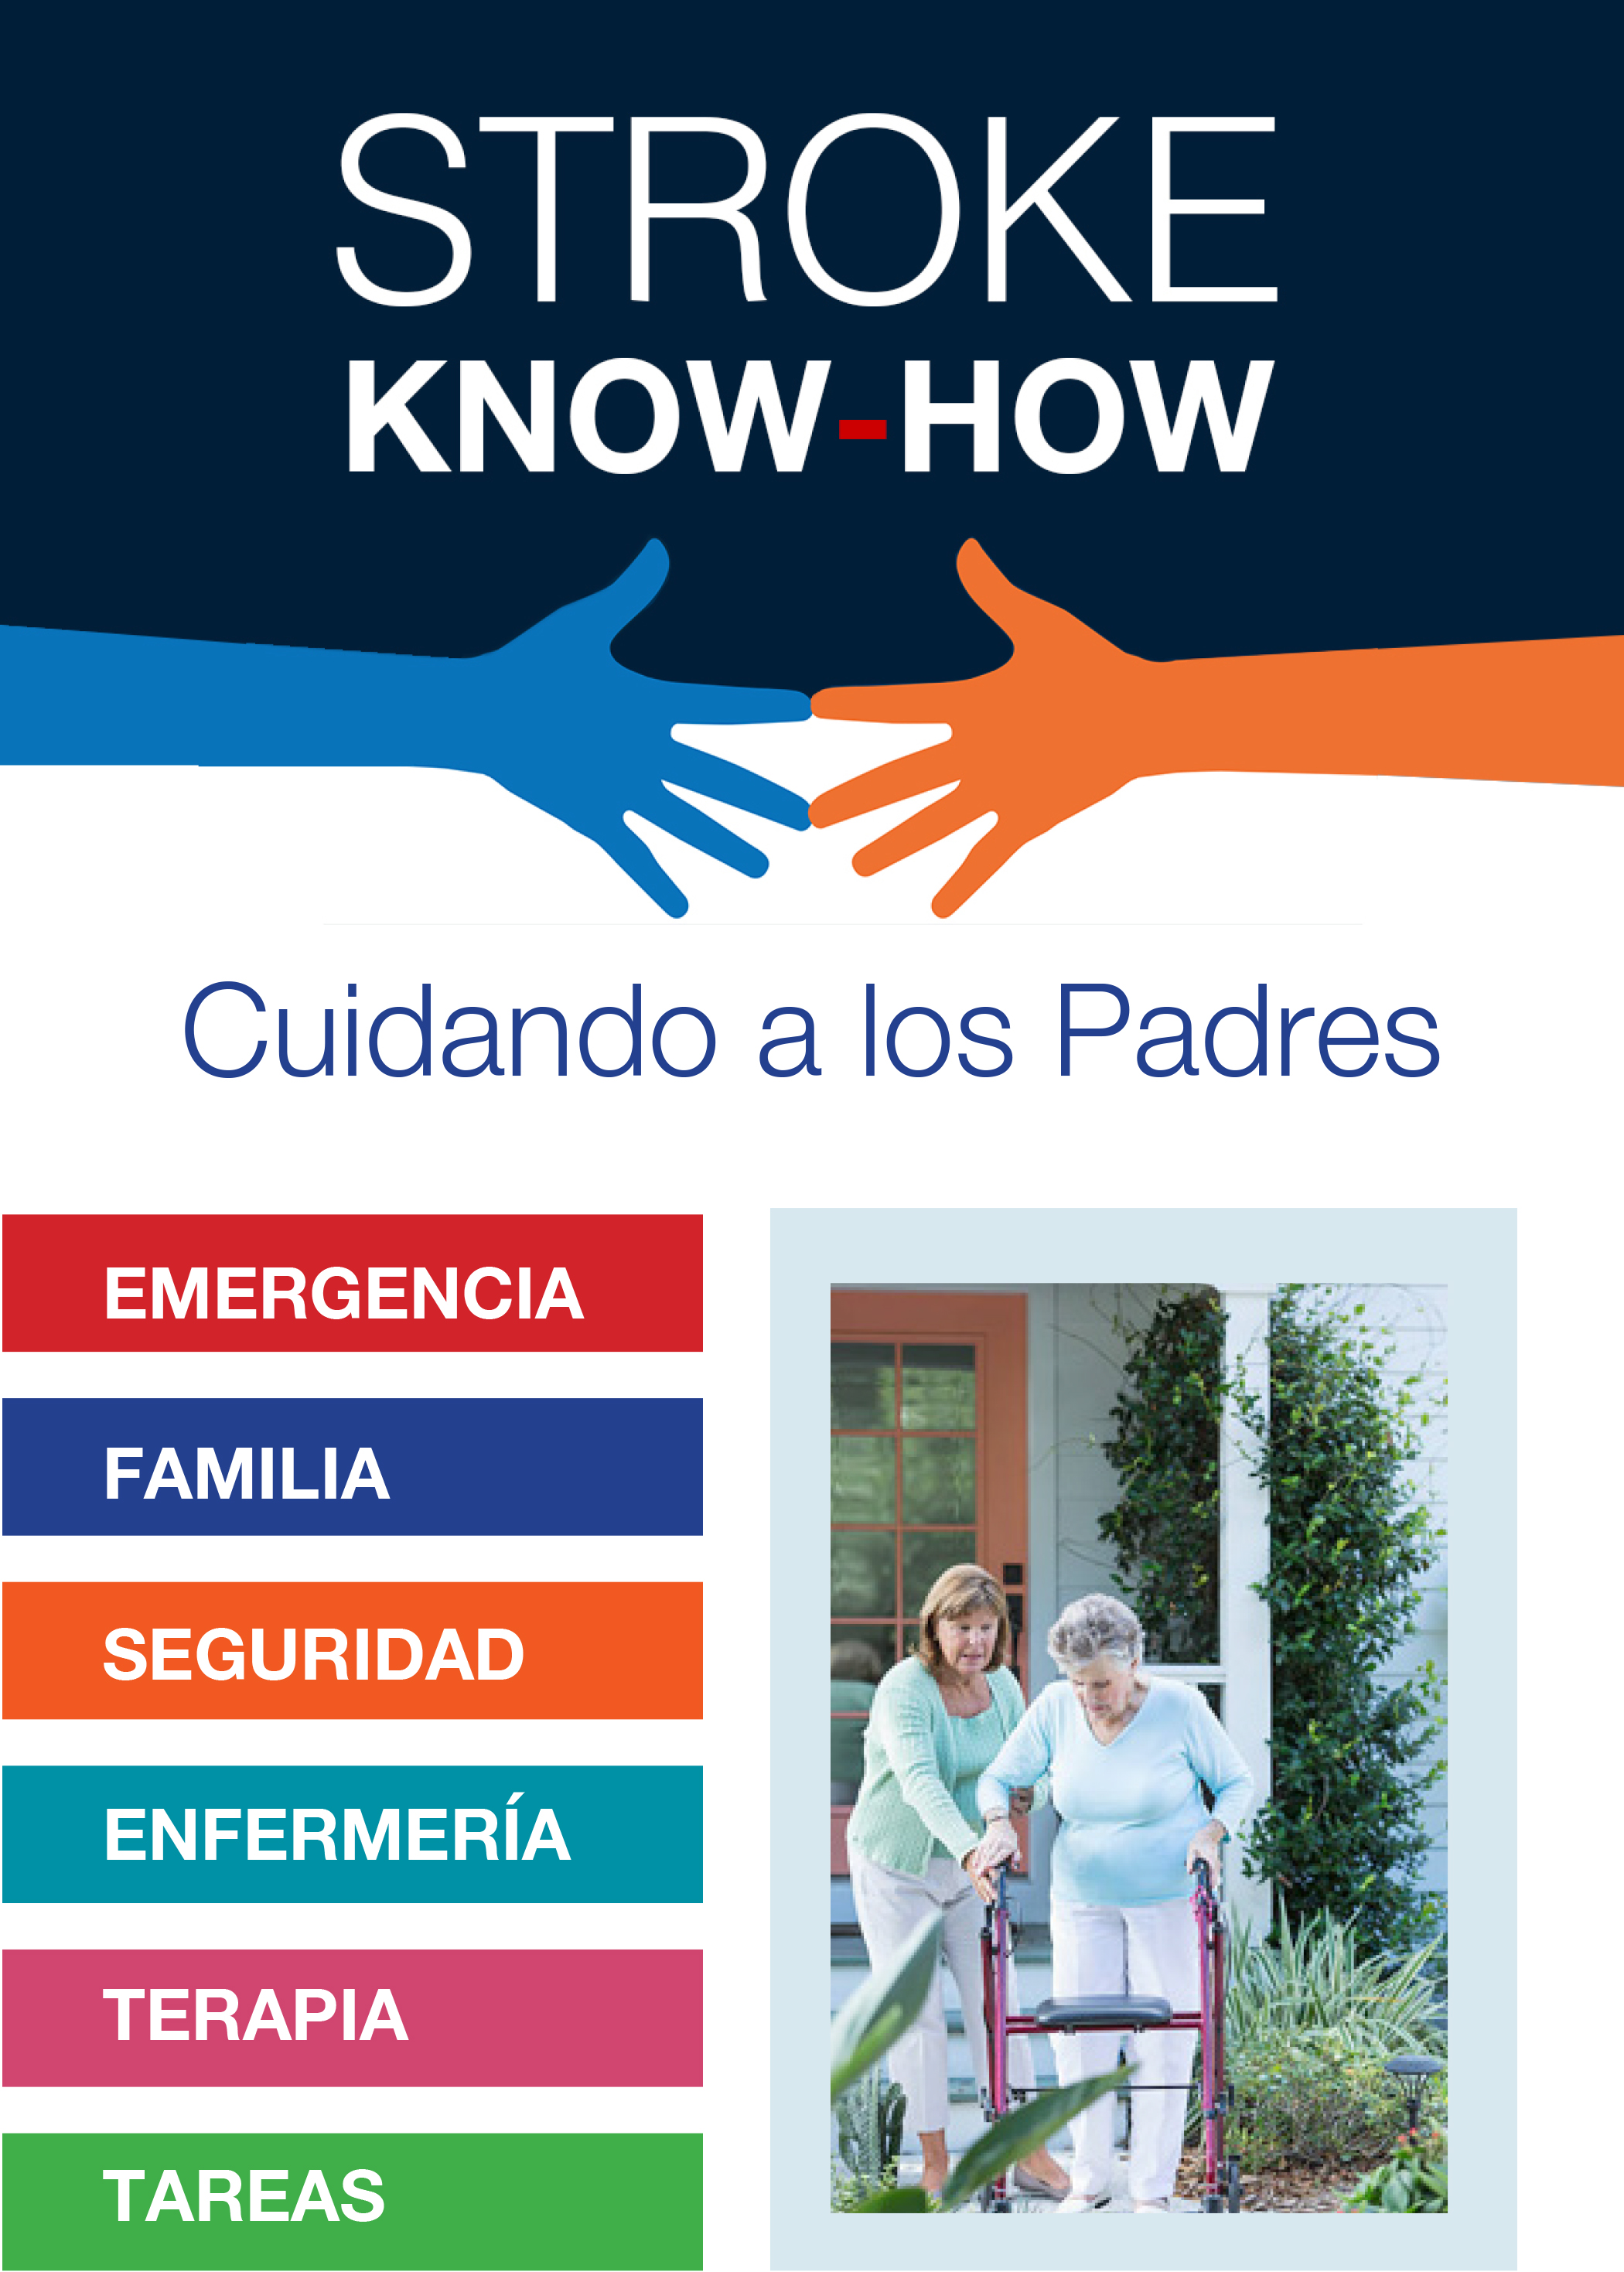 STROKE
KNOW-HOW
Cuidando a los Padres
EMERGENCIA
FAMILIA
SEGURIDAD
ENFERMERÍA
TERAPIA
TAREAS